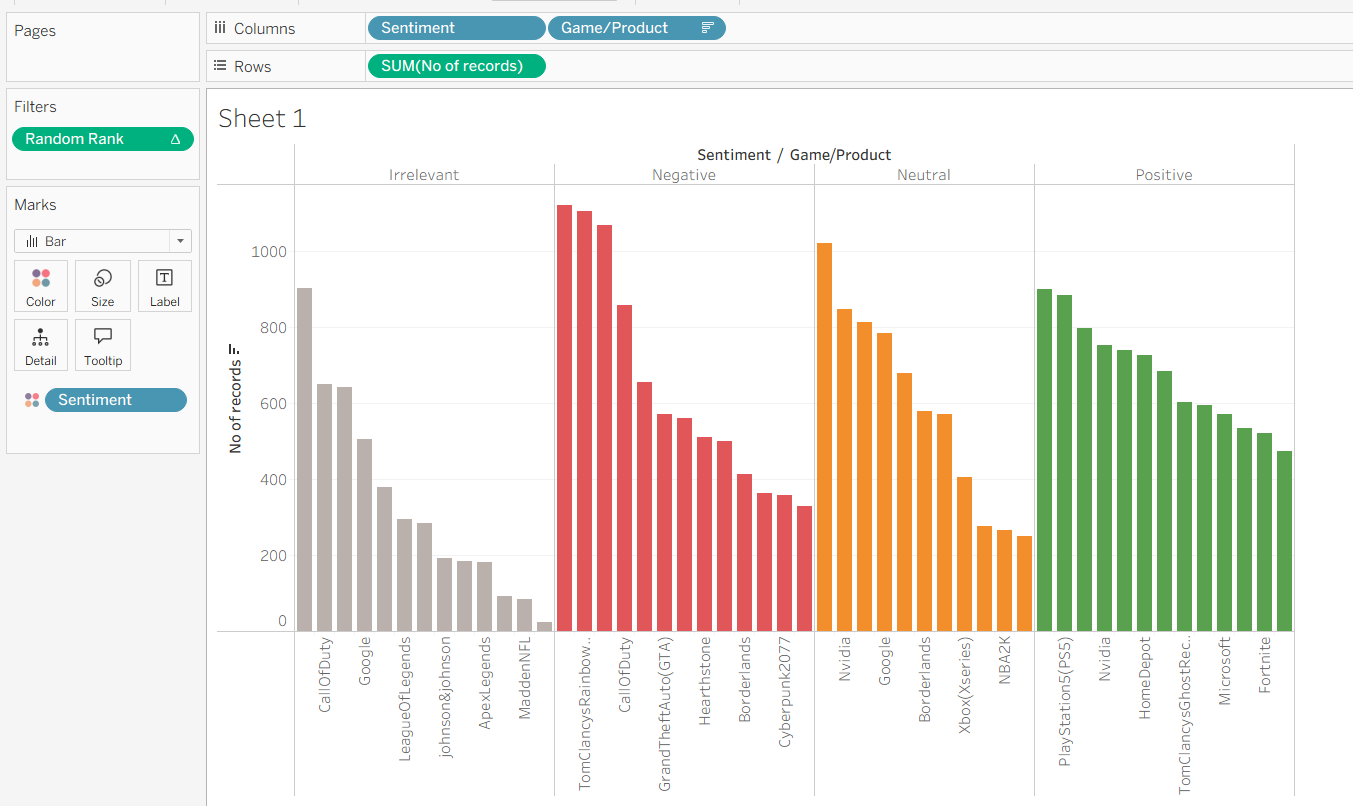 Pages
Columns
Sentiment
Game/Product
Rows
SUM(No of records)
Filters
Random Rank
Marks
Bar
Color
Size
Label
Detail
Tooltip
Sentiment
Sheet 1
Sentiment / Game/Product
Irrelevant
Negative
Neutral
Positive
No of records
1000
800
600
400
200
0
CallOfDuty
Google
LeagueOfLegends
johnson&johnson
ApexLegends
MaddenNFL
TomClancysRainbow..
CallOfDuty
GrandTheftAuto(GTA)
Hearthstone
Borderlands
Cyberpunk2077
Nvidia
Google
Borderlands
Xbox(Xseries)
NBA2K
PlayStation5(PS5)
Nvidia
HomeDepot
TomClancysGhostRec..
Microsoft
Fortnite